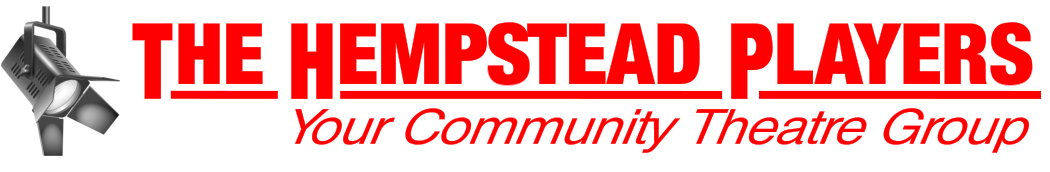 THE HEMPSTEAD PLAYERS
Your Community Theatre Group